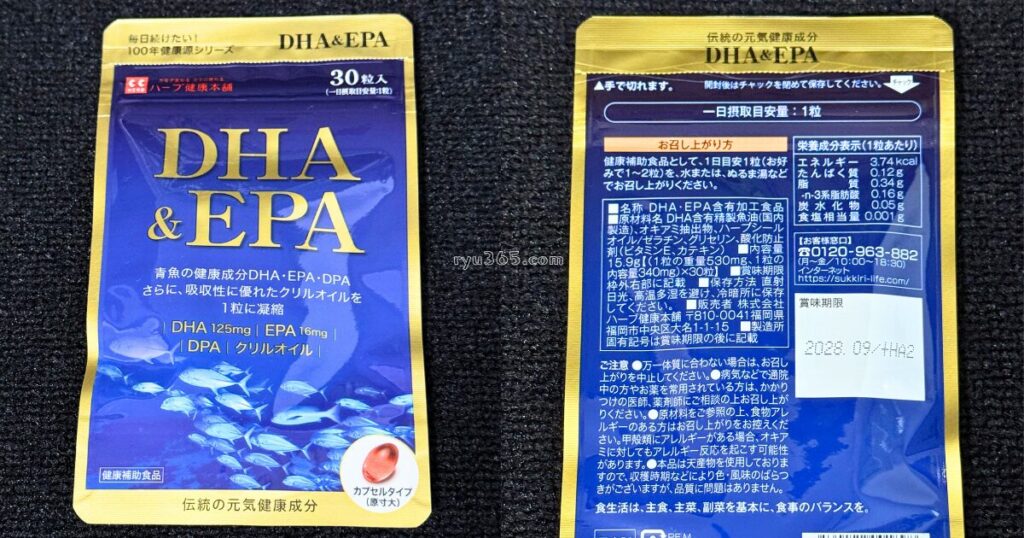 毎日続けたい!
100年健康源シリーズ
DHA&EPA
ハーブ健康本舗
30粒入
(一日摂取目安量:1粒)
DHA
&EPA
ryu365.com
青魚の健康成分DHA・EPA・DPA
さらに、吸収性に優れたクリルオイルを
1粒に凝縮
DHA 125mg EPA 16mg
DPA クリルオイル
健康補助食品
カプセルタイプ
(原寸大)
伝統の元気健康成分
伝統の元気健康成分
DHA&EPA
▲手で切れます。
開封後はチャックを閉めて保存してください。
チャック
一日摂取目安量:1粒
お召し上がり方
健康補助食品として、1日目安1粒(お好
みで1~2粒)を、水または、ぬるま湯など
でお召し上がりください。
■名称 DHA・EPA含有加工食品
■原材料名 DHA含有精製魚油(国内
製造)、オキアミ抽出物、ハープシール
オイル/ゼラチン、グリセリン、酸化防止
剤(ビタミンE、カテキン) ■内容量
15.9g【(1粒の重量530mg、1粒の
内容量340mg)×30粒】 ■賞味期限
枠外右部に記載 ■保存方法 直射
日光、高温多湿を避け、冷暗所に保存
してください。 ■販売者 株式会社
ハーブ健康本舗 〒810-0041福岡県
福岡市中央区大名1-1-15 ■製造所
固有記号は賞味期限の後に記載
栄養成分表示(1粒あたり)
エネルギー 3.74kcal
たんぱく質 0.12g
脂質 0.34g
-n-3系脂肪酸 0.16g
炭水化物 0.05g
食塩相当量 0.001g
【お客様窓口】
0120-963-882
(月~金/10:00~18:30)
インターネット
https://sukkiri-life.com/
賞味期限
2028.09/+HA2
ご注意 ●万一体質に合わない場合は、お召し
上がりを中止してください。●病気などで通院
中の方やお薬を常用されている方は、かかり
つけの医師、薬剤師にご相談の上お召し上が
りください。●原材料をご参照の上、食物アレ
ルギーのある方はお召し上がりをお控えくだ
さい。甲殻類にアレルギーがある場合、オキア
ミに対してもアレルギー反応を起こす可能性
があります。●本品は天産物を使用しておりま
すので、収穫時期などにより色・風味のばらつ
きがございますが、品質に問題はありません。
食生活は、主食、主菜、副菜を基本に、食事のバランスを。